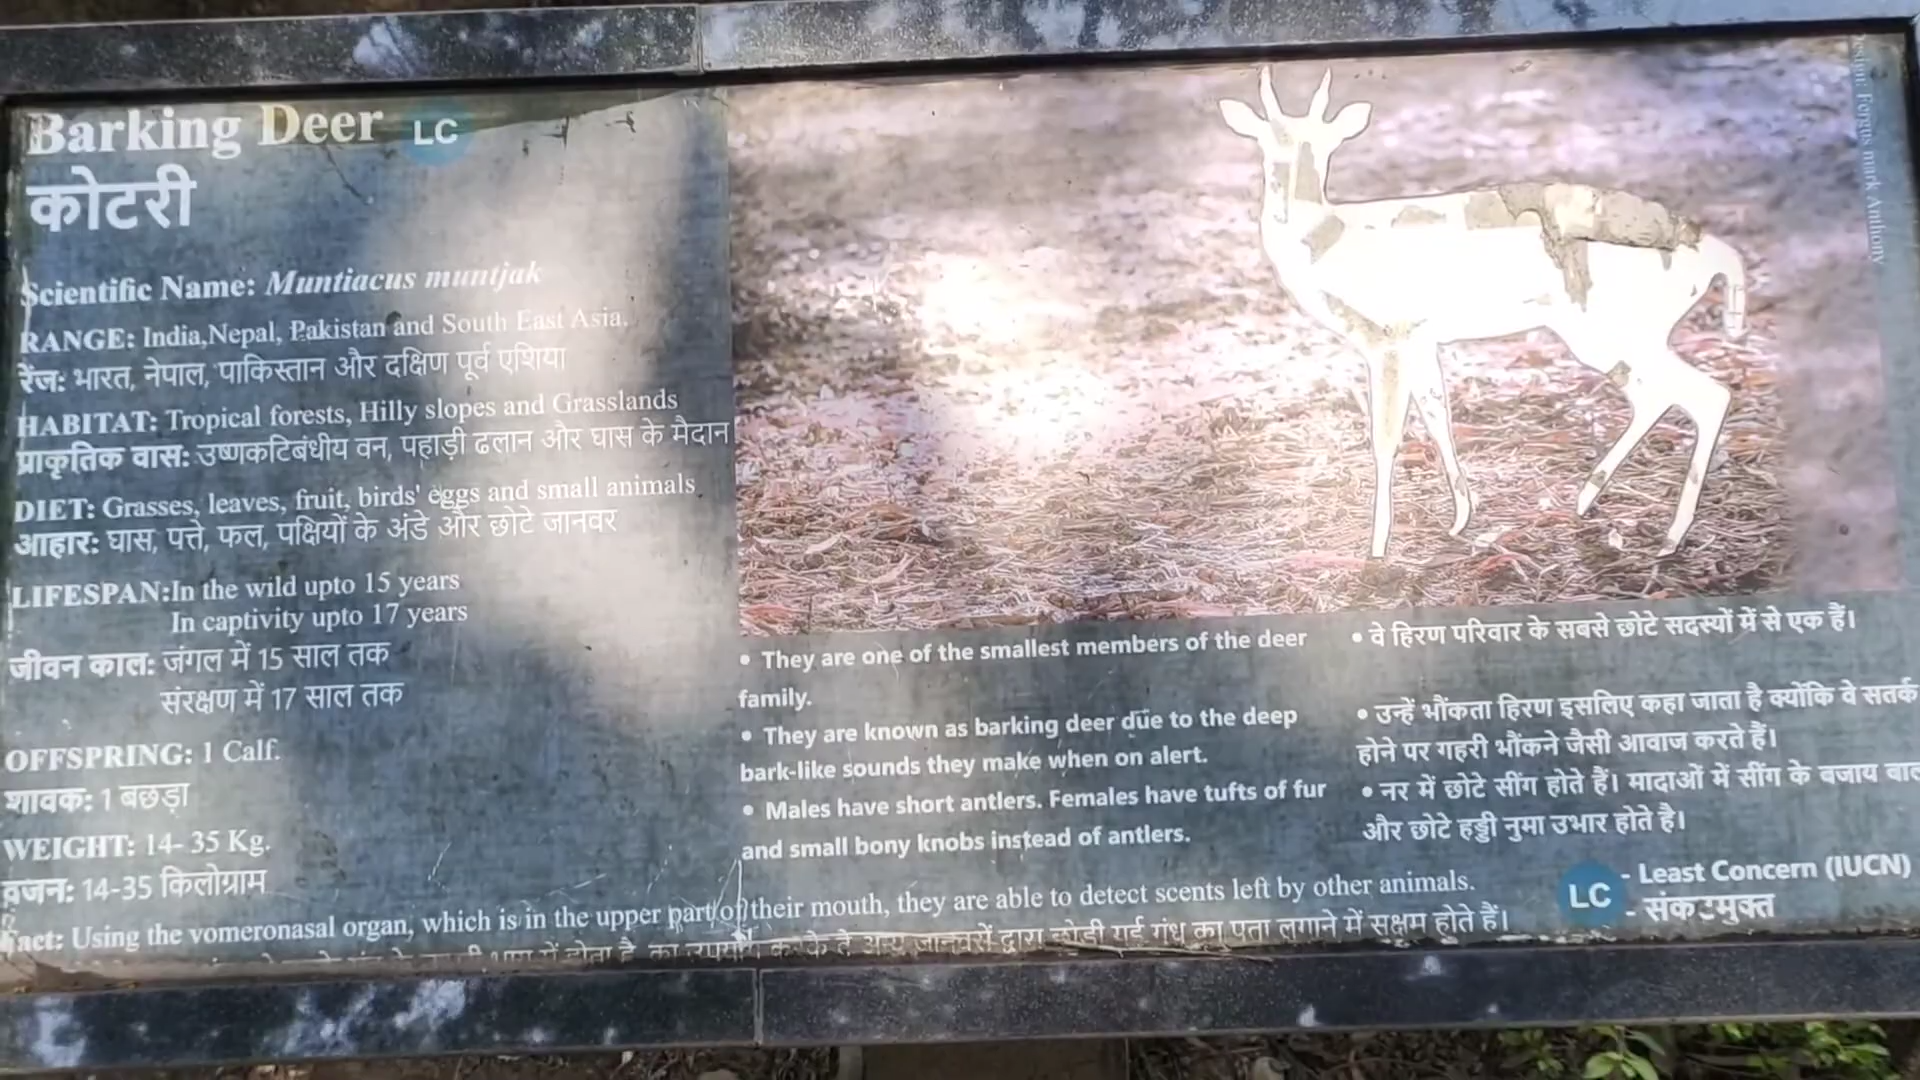 Barking Deer LC
कोटरी
Scientific Name: Muntiacus muntjak
RANGE: India,Nepal, Pakistan and South East Asia.
रेंज: भारत, नेपाल, पाकिस्तान और दक्षिण पूर्व एशिया
HABITAT: Tropical forests, Hilly slopes and Grasslands
प्राकृतिक वास: उष्णकटिबंधीय वन, पहाड़ी ढलान और घास के मैदान
DIET: Grasses, leaves, fruit, birds' eggs and small animals
आहार: घास, पत्ते, फल, पक्षियों के अंडे और छोटे जानवर
LIFESPAN:In the wild upto 15 years
In captivity upto 17 years
जीवन काल: जंगल में 15 साल तक
संरक्षण में 17 साल तक
OFFSPRING: 1 Calf.
शावक: 1 बछड़ा
WEIGHT: 14- 35 Kg.
वजन: 14-35 किलोग्राम
• They are one of the smallest members of the deer
family.
• They are known as barking deer due to the deep
bark-like sounds they make when on alert.
• Males have short antlers. Females have tufts of fur
and small bony knobs instead of antlers.
• वे हिरण परिवार के सबसे छोटे सदस्यों में से एक हैं।
• उन्हें भौंकता हिरण इसलिए कहा जाता है क्योंकि वे सतर्क
होने पर गहरी भौंकने जैसी आवाज करते हैं।
• नर में छोटे सींग होते हैं। मादाओं में सींग के बजाय
और छोटे हड्डी नुमा उभार होते है।
LC - Least Concern (IUCN)
- संकटमुक्त
Fact: Using the vomeronasal organ, which is in the upper part of their mouth, they are able to detect scents left by other animals.
भाग में होता है, का उपयोग करके वे अन्य जानवरों द्वारा छोड़ी गई गंध का पता लगाने में सक्षम होते हैं।
Design: Fergus mark Anthony